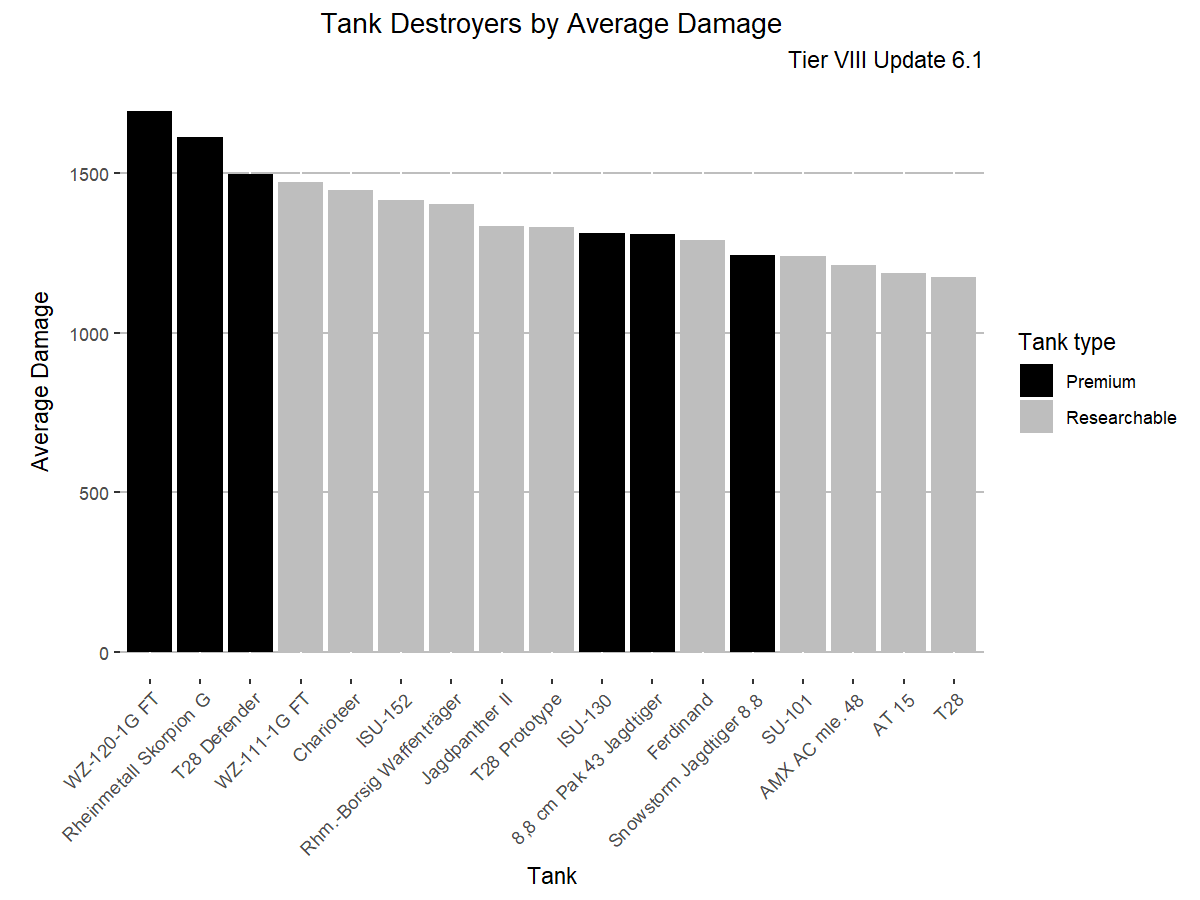 Tank Destroyers by Average Damage
Tier VIII Update 6.1
Average Damage
1500
1000
500
0
WZ-120-1G FT
Rheinmetall Skorpion G
T28 Defender
WZ-111-1G FT
Charioteer
ISU-152
Rhm.-Borsig Waffenträger
Jagdpanther II
T28 Prototype
ISU-130
8,8 cm Pak 43 Jagdtiger
Ferdinand
Snowstorm Jagdtiger 8.8
SU-101
AMX AC mle. 48
AT 15
T28
Tank
Tank type
Premium
Researchable